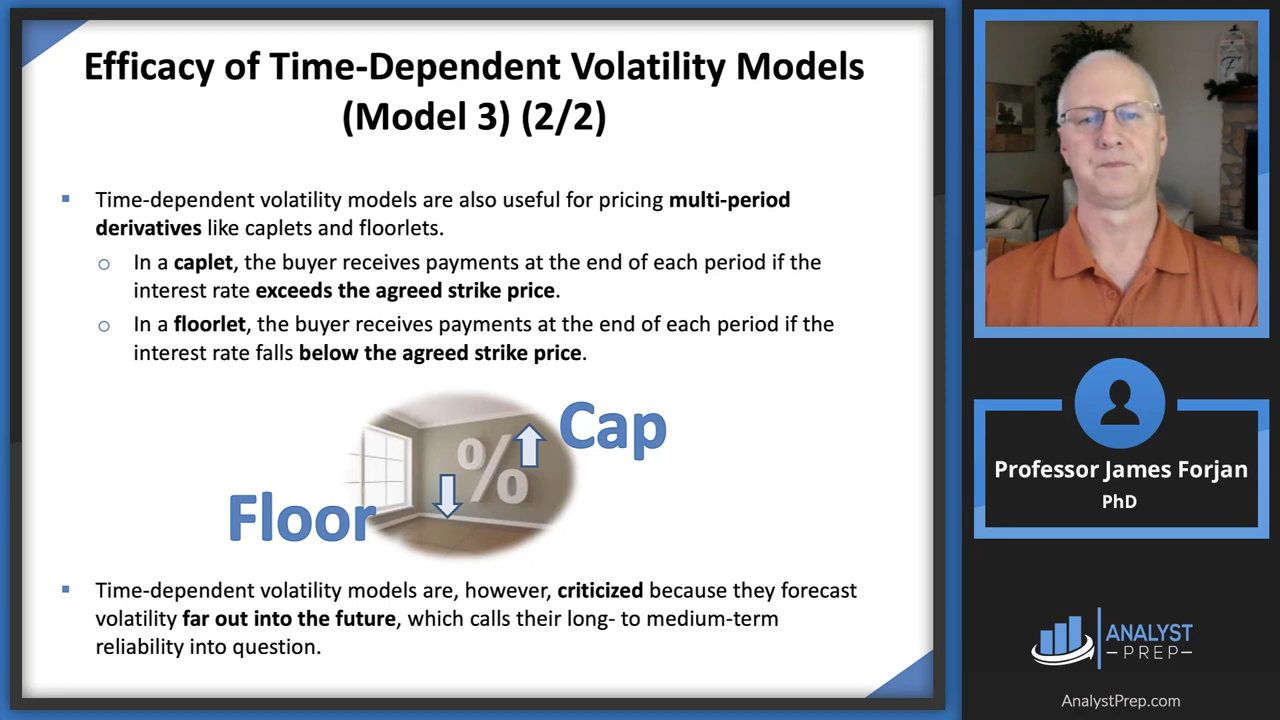 Efficacy of Time-Dependent Volatility Models
(Model 3) (2/2)
▪ Time-dependent volatility models are also useful for pricing multi-period
derivatives like caplets and floorlets.
o In a caplet, the buyer receives payments at the end of each period if the
interest rate exceeds the agreed strike price.
o In a floorlet, the buyer receives payments at the end of each period if the
interest rate falls below the agreed strike price.
Cap
%
Floor
▪ Time-dependent volatility models are, however, criticized because they forecast
volatility far out into the future, which calls their long- to medium-term
reliability into question.
Professor James Forjan
PhD
ANALYST
–PREP–
AnalystPrep.com